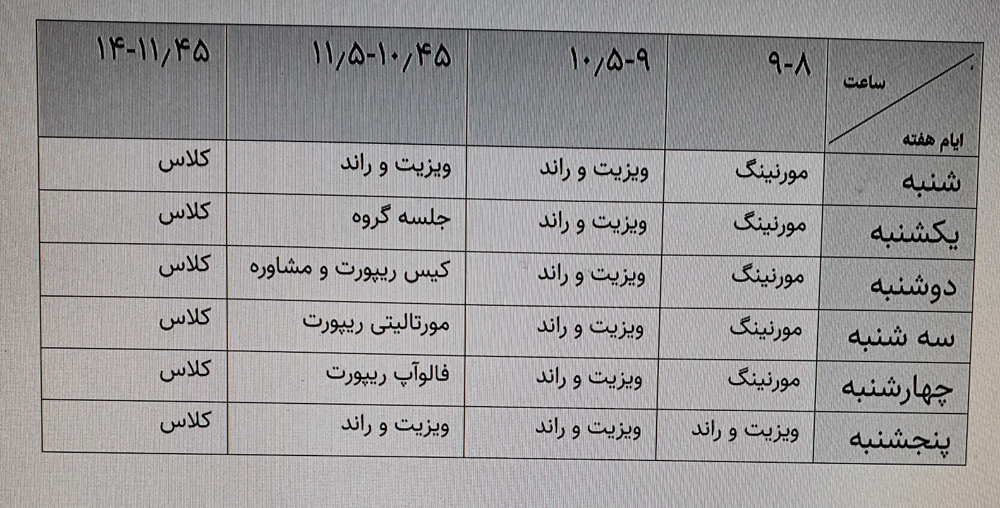 ساعت
ایام هفته
۸-۹
۹-۱۰٫۵
۱۰٫۴۵-۱۱٫۵
۱۱٫۴۵-۱۴
شنبه مورنینگ ویزیت و راند ویزیت و راند کلاس
یکشنبه مورنینگ ویزیت و راند جلسه گروه کلاس
دوشنبه مورنینگ ویزیت و راند کیس ریپورت و مشاوره کلاس
سه شنبه مورنینگ ویزیت و راند مورتالیتی ریپورت کلاس
چهارشنبه مورنینگ ویزیت و راند فالوآپ ریپورت کلاس
پنجشنبه ویزیت و راند ویزیت و راند ویزیت و راند کلاس